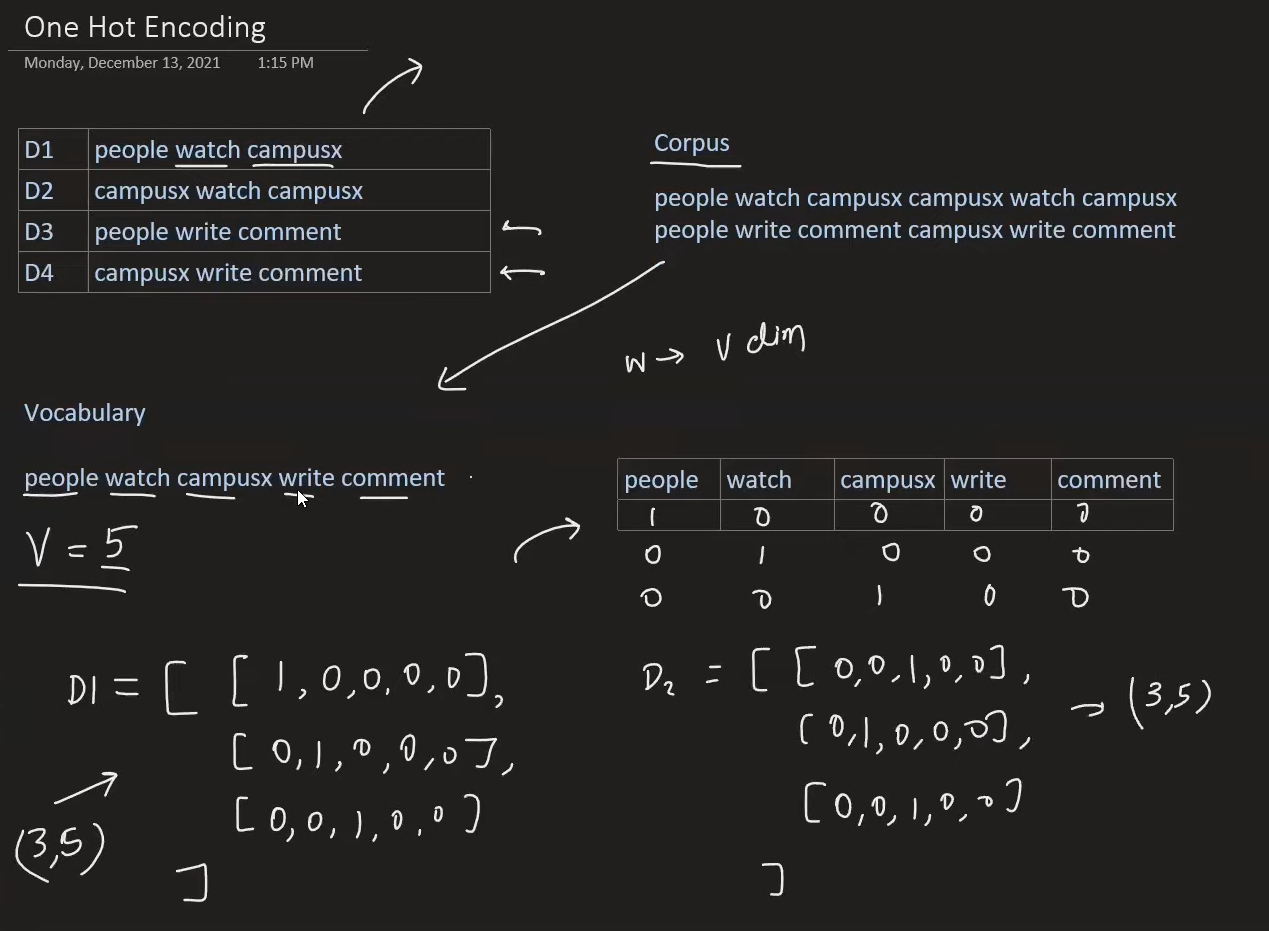 One Hot Encoding
Monday, December 13, 2021 1:15 PM
D1 people watch campusx
D2 campusx watch campusx
D3 people write comment
D4 campusx write comment
Corpus
people watch campusx campusx watch campusx
people write comment campusx write comment
W → V dim
Vocabulary
people watch campusx write comment
V = 5
people watch campusx write comment
1 0 0 0 0
0 1 0 0 0
0 0 1 0 0
D1 = [ [ 1, 0, 0, 0, 0],
[ 0, 1, 0, 0, 0],
[ 0, 0, 1, 0, 0 ]
]
(3,5)
D2 = [ [ 0, 0, 1, 0, 0],
[ 0, 1, 0, 0, 0],
[ 0, 0, 1, 0, 0]
]
→ (3,5)